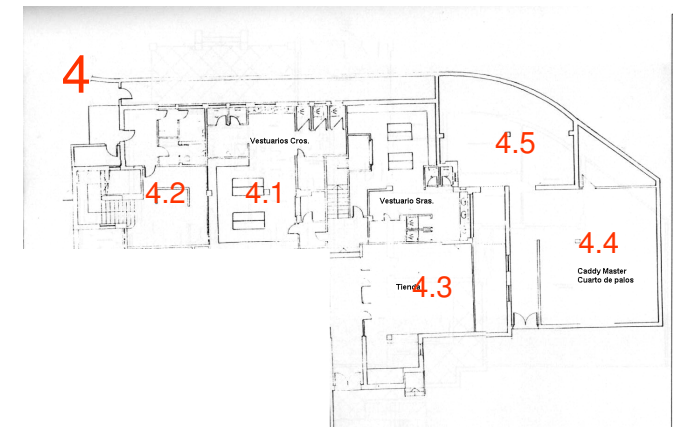 4
4.5
Vestuarios Cros.
4.2
4.1
Vestuario Sras.
4.4
Caddy Master
Cuarto de palos
Tienda
4.3